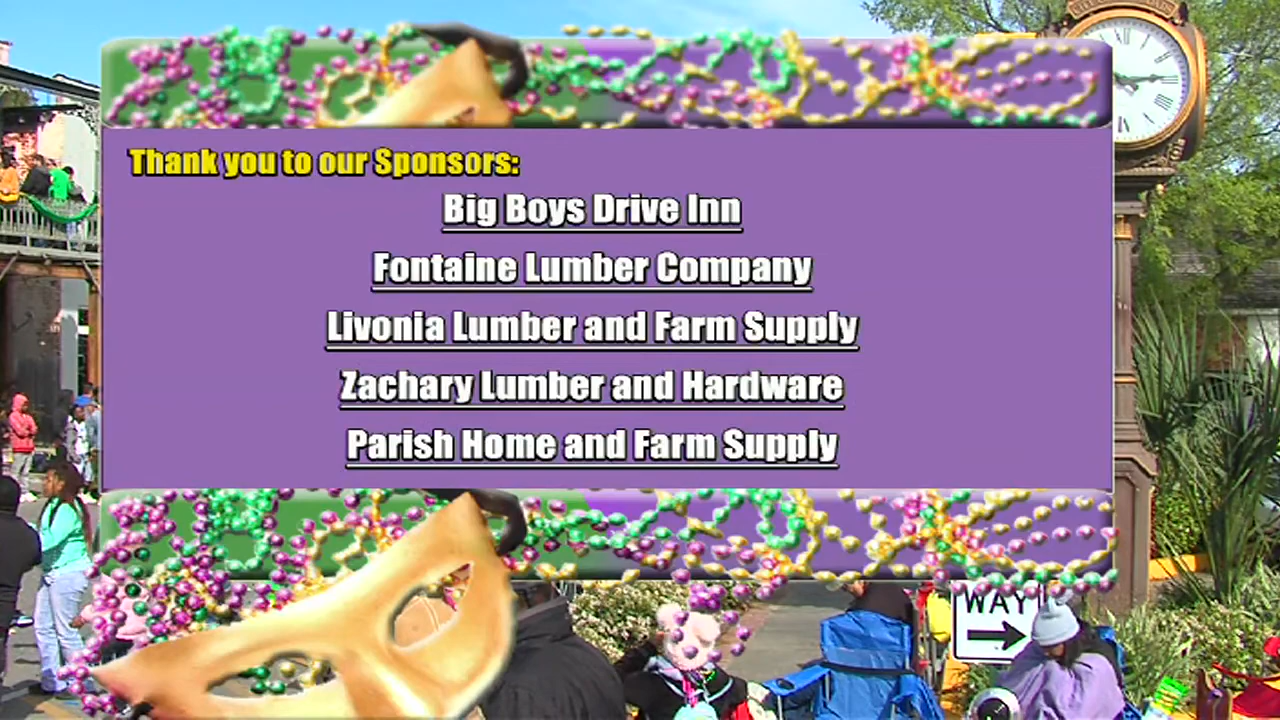 Thank you to our Sponsors:
Big Boys Drive Inn
Fontaine Lumber Company
Livonia Lumber and Farm Supply
Zachary Lumber and Hardware
Parish Home and Farm Supply
WAY